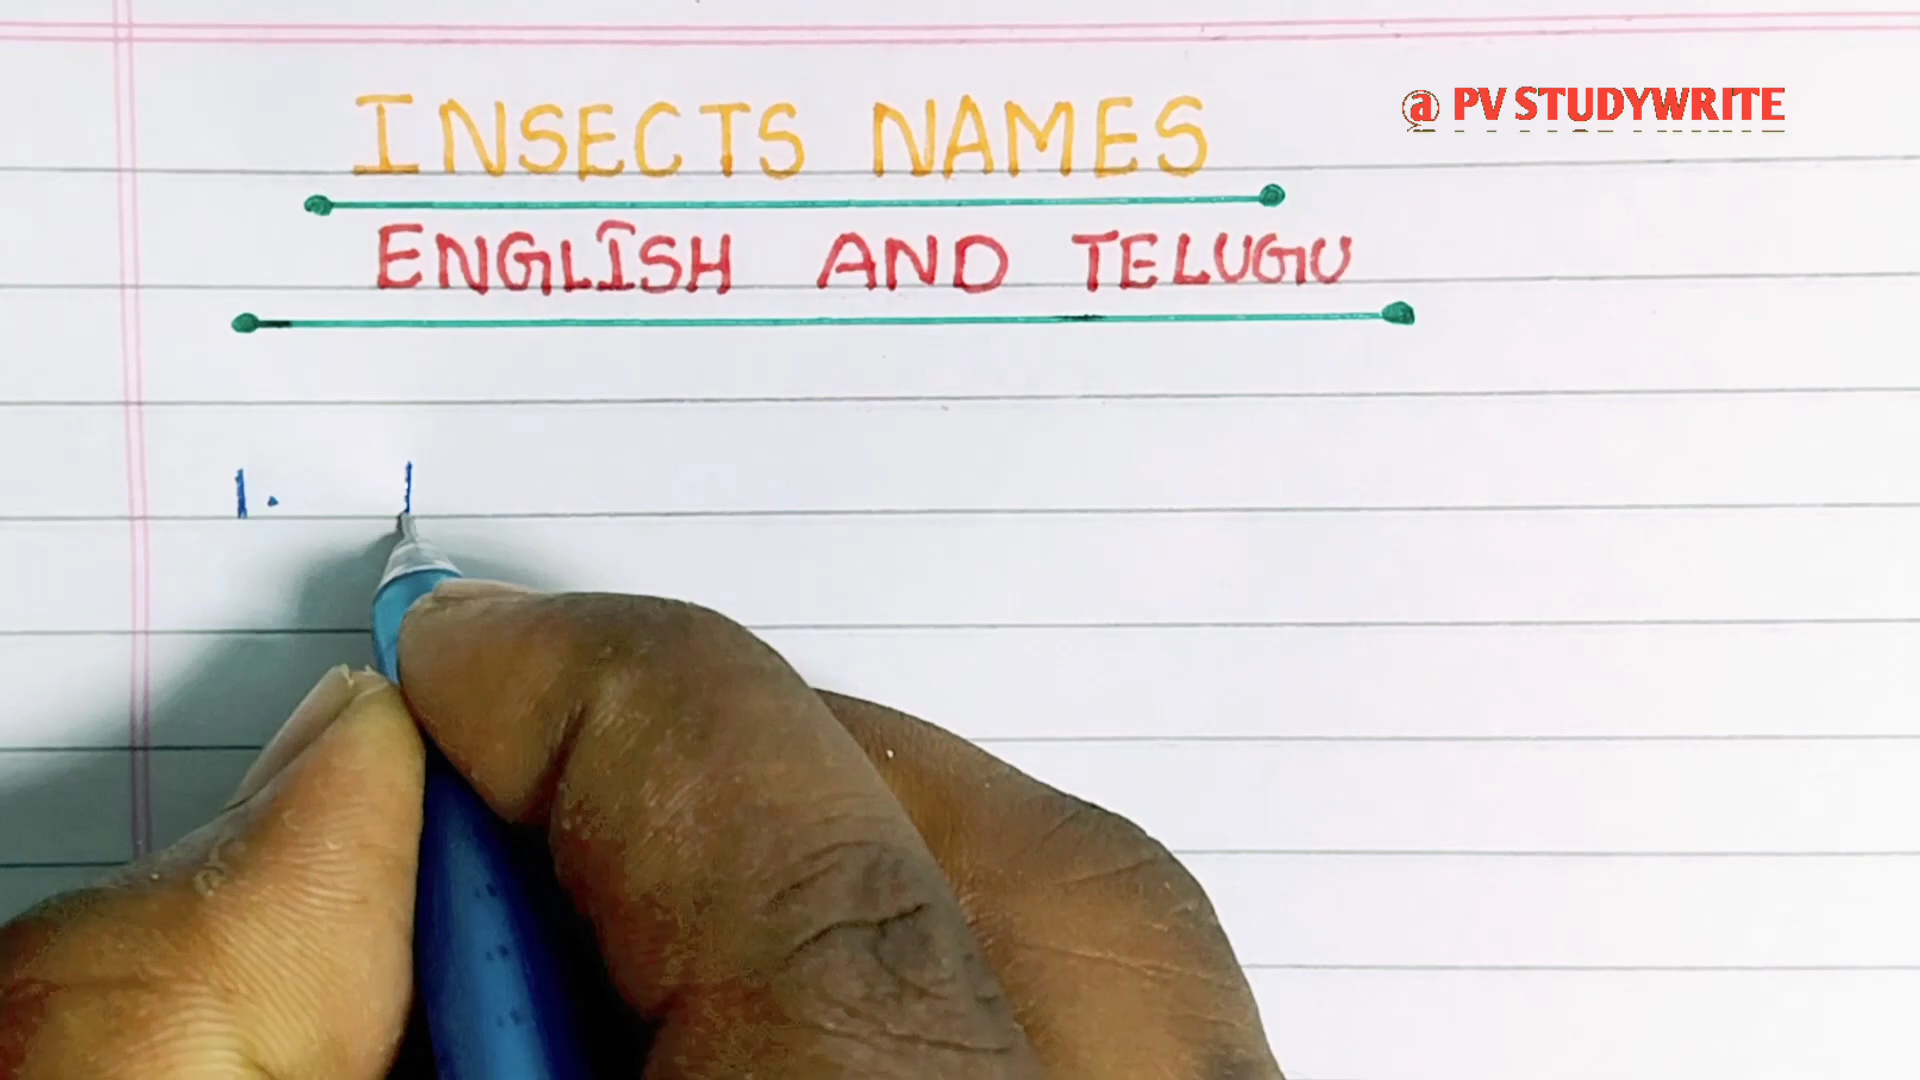 INSECTS NAMES
@ PV STUDYWRITE
ENGLISH AND TELUGU
1.